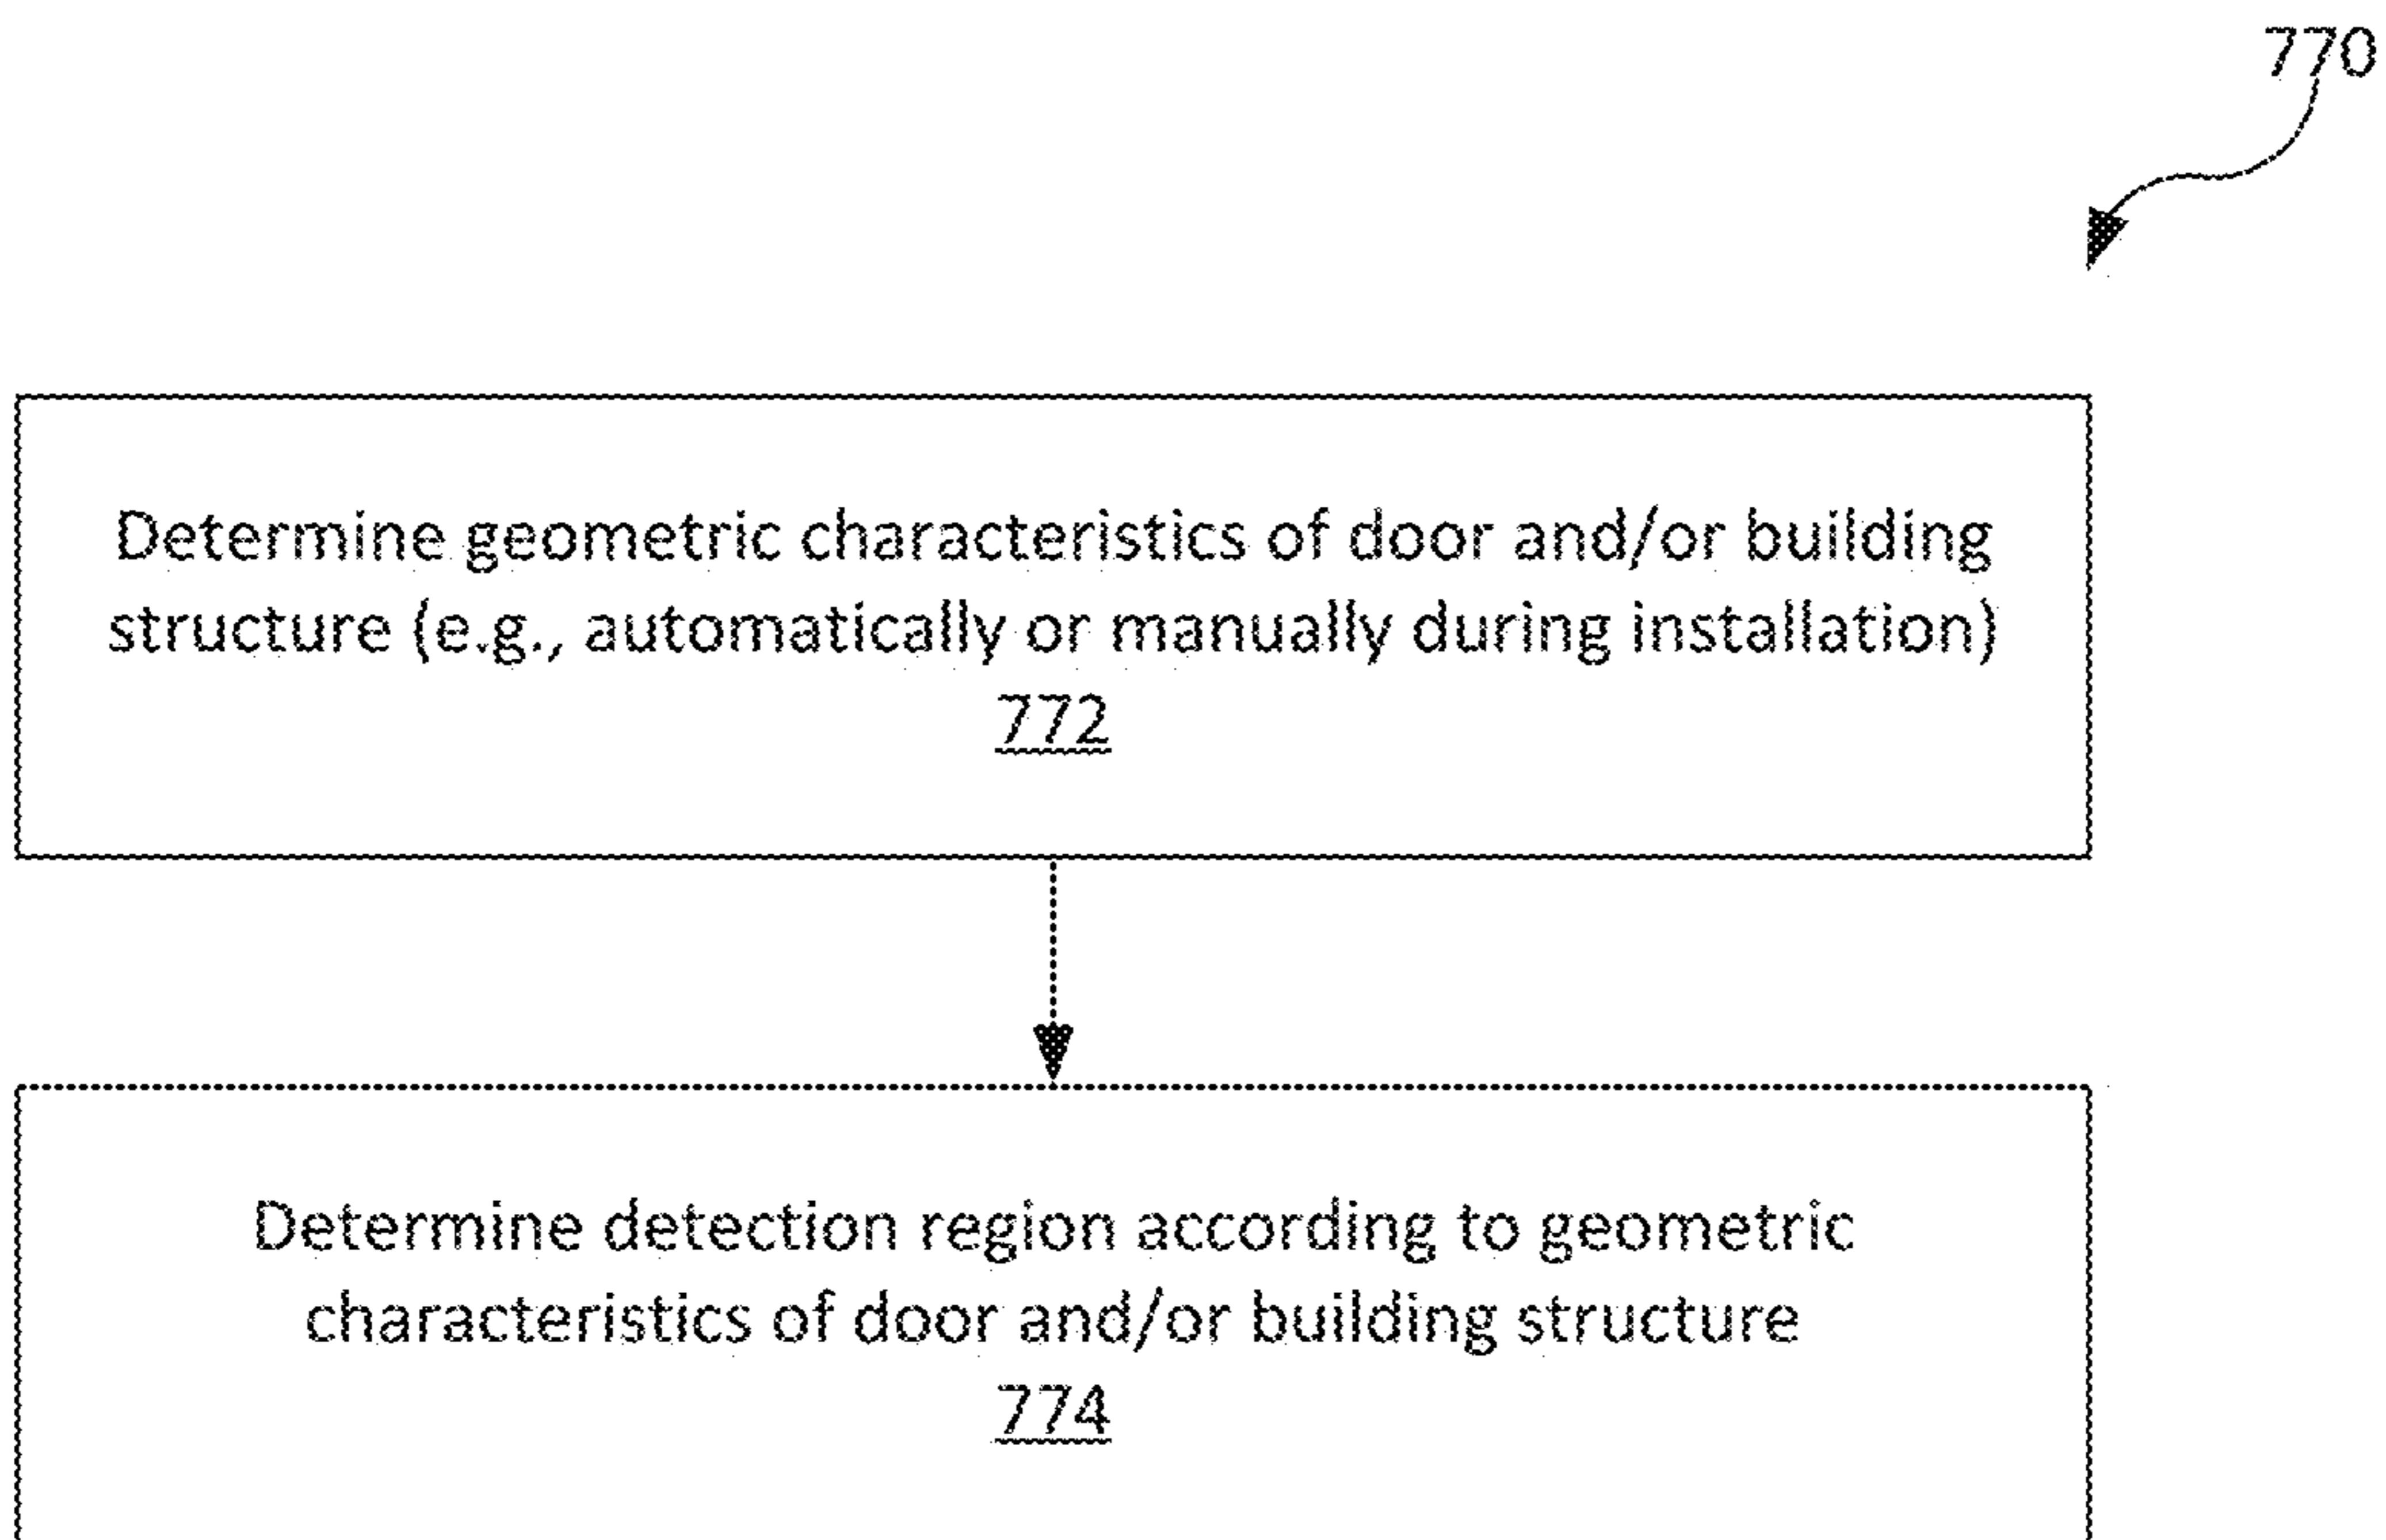 770
Determine geometric characteristics of door and/or building
structure (e.g., automatically or manually during installation)
772
Determine detection region according to geometric
characteristics of door and/or building structure
774